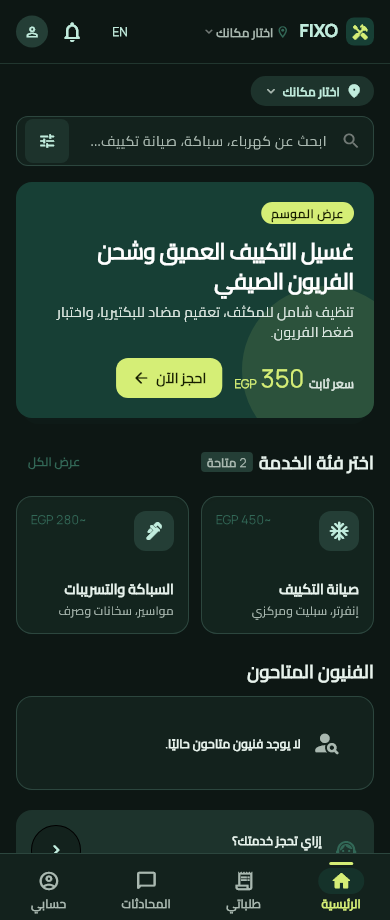 FIXO
اختار مكانك
EN
اختار مكانك
ابحث عن كهرباء، سباكة، صيانة تكييف...
عرض الموسم
غسيل التكييف العميق وشحن
الفريون الصيفي
تنظيف شامل للمكثف، تعقيم مضاد للبكتيريا، واختبار
ضغط الفريون.
سعر ثابت 350 EGP
احجز الآن
اختر فئة الخدمة
2 متاحة
عرض الكل
~450 EGP
صيانة التكييف
إنفرتر، سبليت ومركزي
~280 EGP
السباكة والتسريبات
مواسير، سخانات وصرف
الفنيون المتاحون
لا يوجد فنيون متاحون حاليًا.
إزاي تحجز خدمتك؟
الرئيسية
طلباتي
المحادثات
حسابي